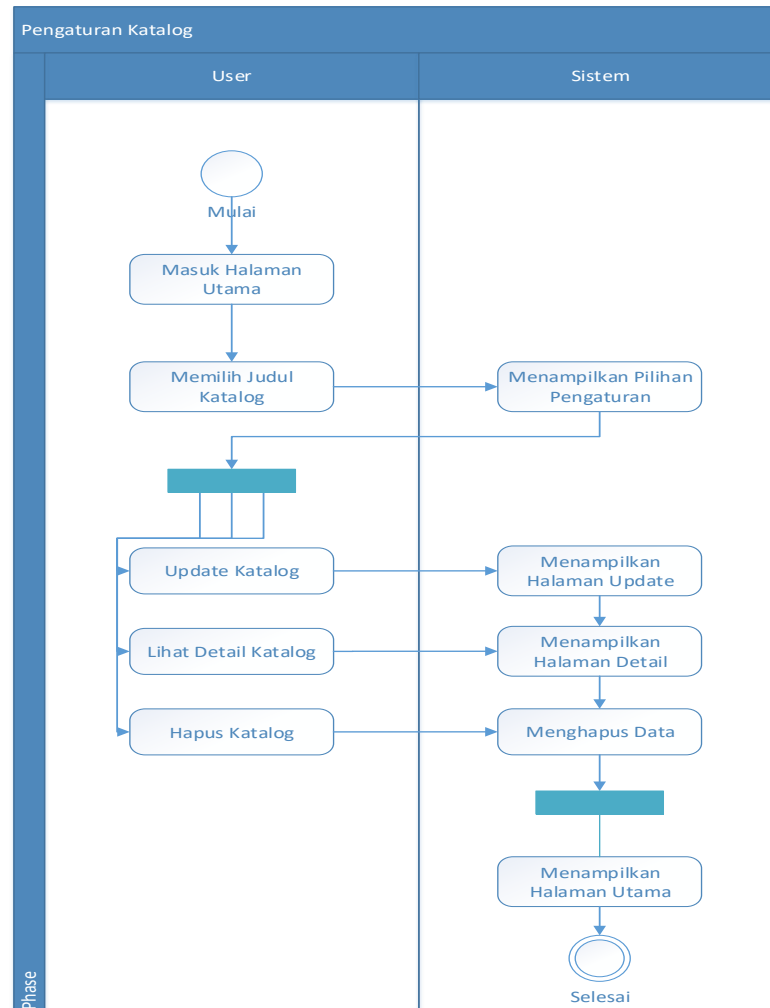 Pengaturan Katalog
User
Sistem
Mulai
Masuk Halaman
Utama
Memilih Judul
Katalog
Menampilkan Pilihan
Pengaturan
Update Katalog
Menampilkan
Halaman Update
Lihat Detail Katalog
Menampilkan
Halaman Detail
Hapus Katalog
Menghapus Data
Menampilkan
Halaman Utama
Selesai
Phase